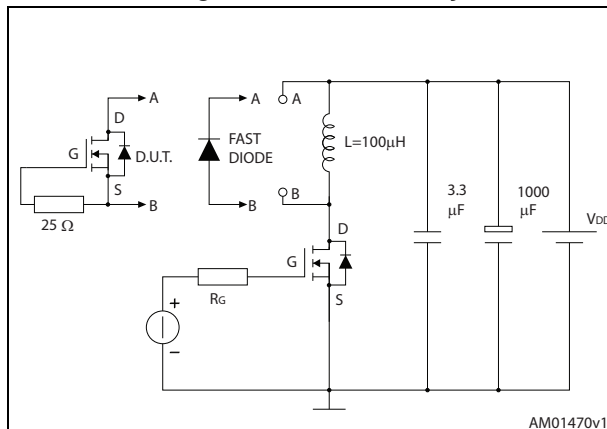 A
A
A
D
G
D.U.T.
S
B
25 Ω
FAST
DIODE
B
B
L=100μH
3.3
μF
1000
μF
VDD
D
G
S
RG
+
–
AM01470v1